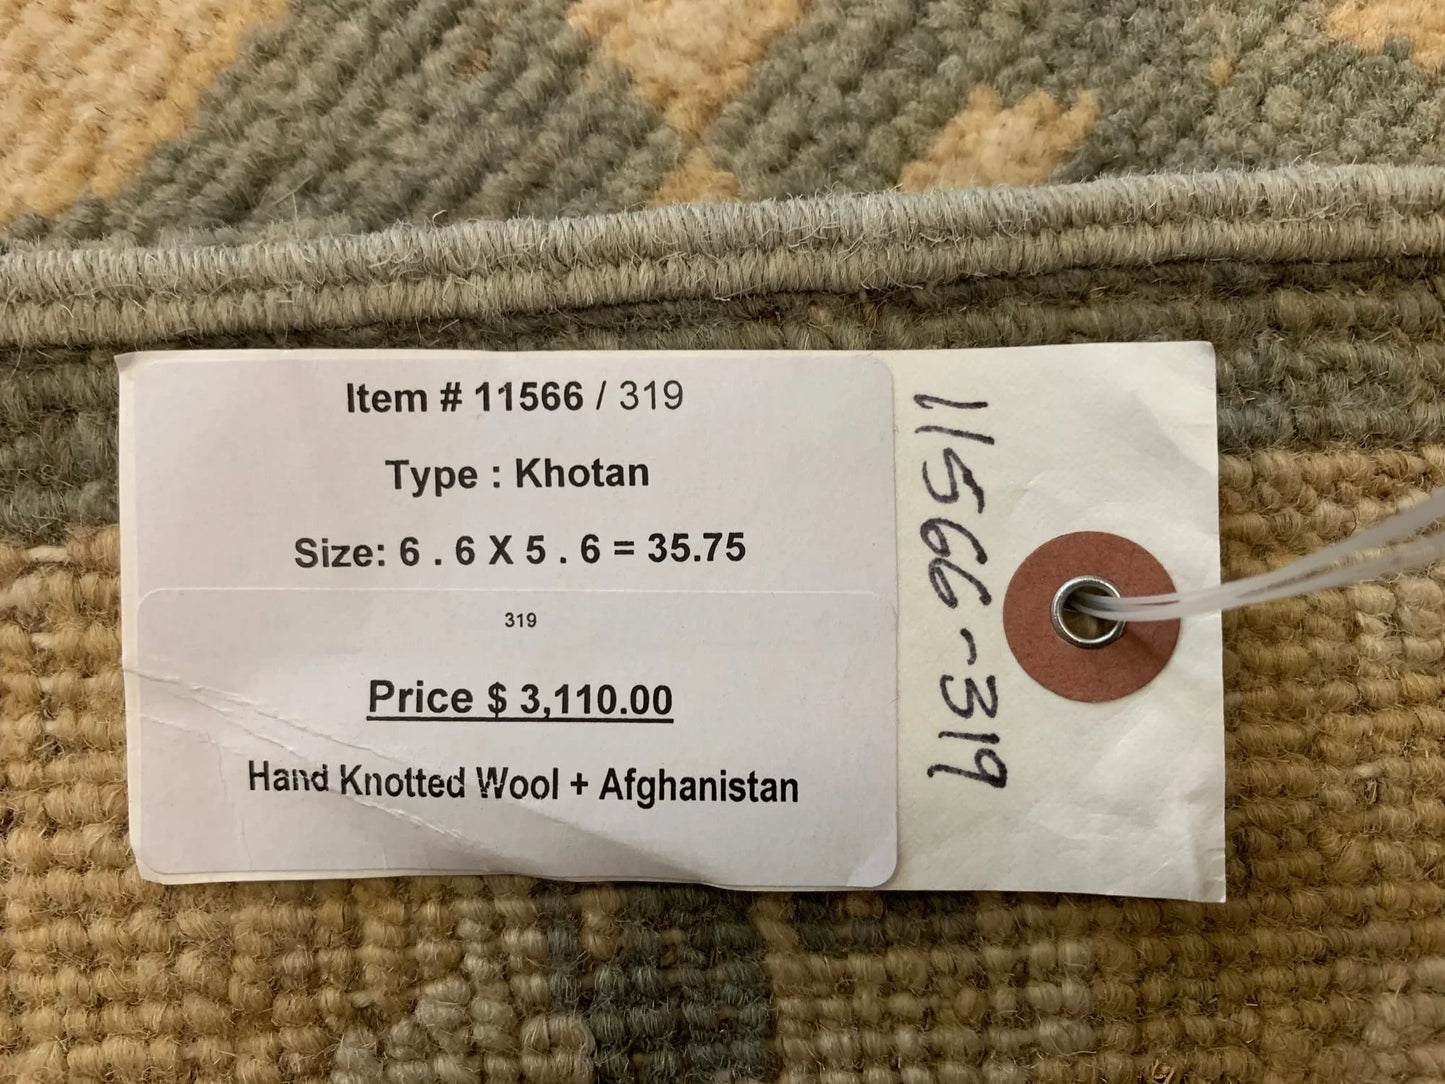 Item # 11566 / 319
Type : Khotan
Size: 6 . 6 X 5 . 6 = 35.75
319
Price $ 3,110.00
Hand Knotted Wool + Afghanistan
11566-319